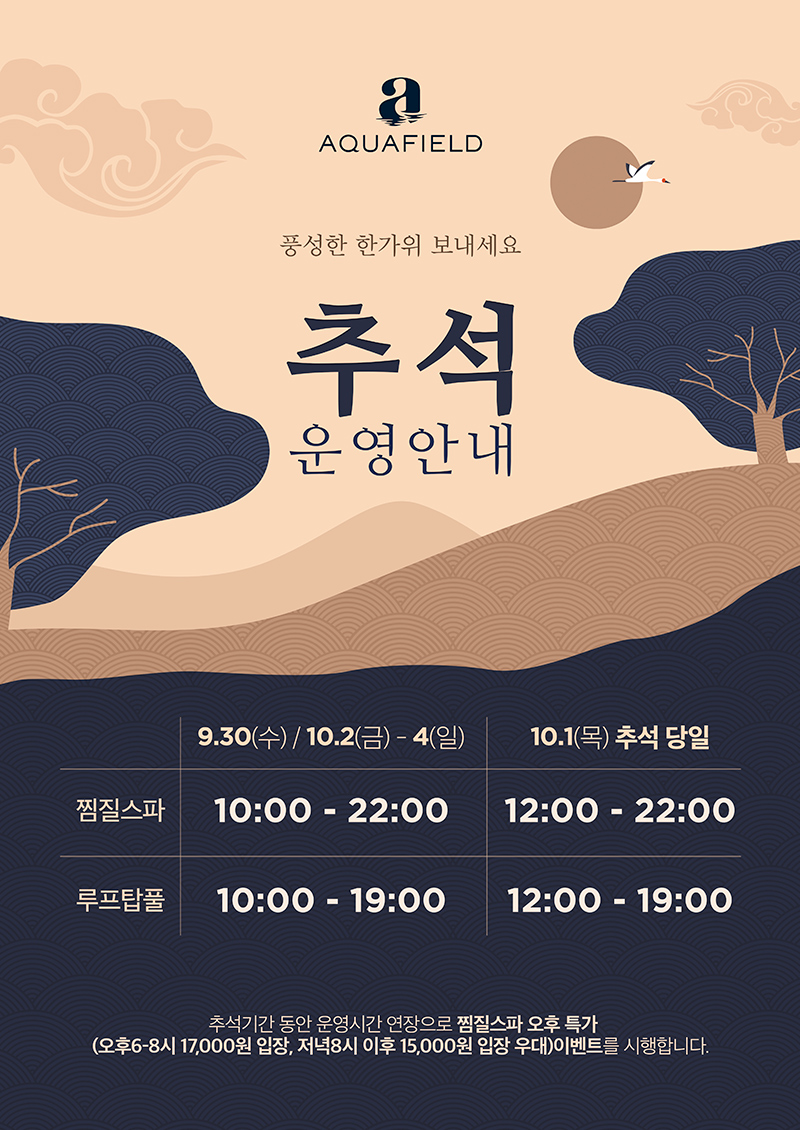 a
AQUAFIELD
풍성한 한가위 보내세요
추석
운영안내
9.30(수) / 10.2(금) - 4(일) 10.1(목) 추석 당일
찜질스파 10:00 - 22:00 12:00 - 22:00
루프탑풀 10:00 - 19:00 12:00 - 19:00
추석기간 동안 운영시간 연장으로 찜질스파 오후 특가
(오후6-8시 17,000원 입장, 저녁8시 이후 15,000원 입장 우대)이벤트를 시행합니다.